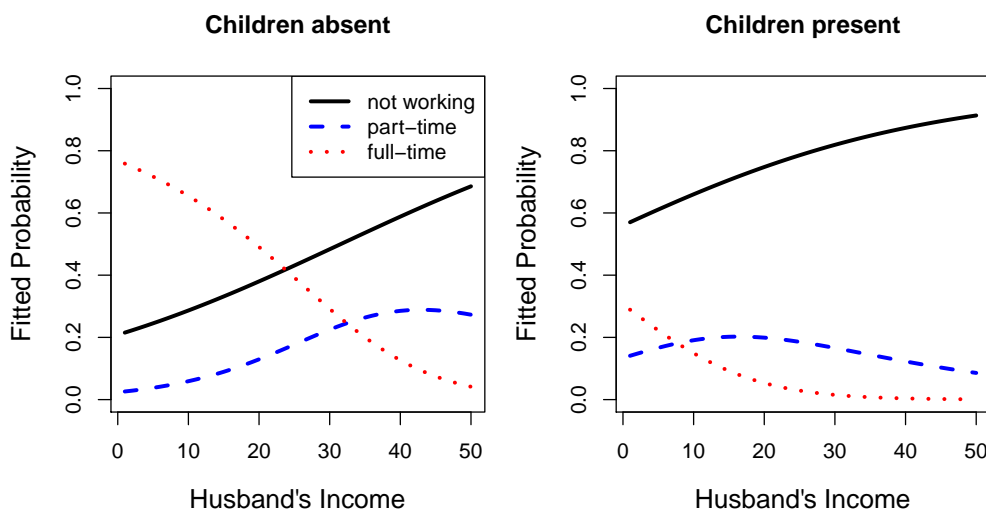 Children absent
Fitted Probability
1.0
0.8
0.6
0.4
0.2
0.0
not working
part−time
full−time
0 10 20 30 40 50
Husband's Income
Children present
Fitted Probability
1.0
0.8
0.6
0.4
0.2
0.0
0 10 20 30 40 50
Husband's Income